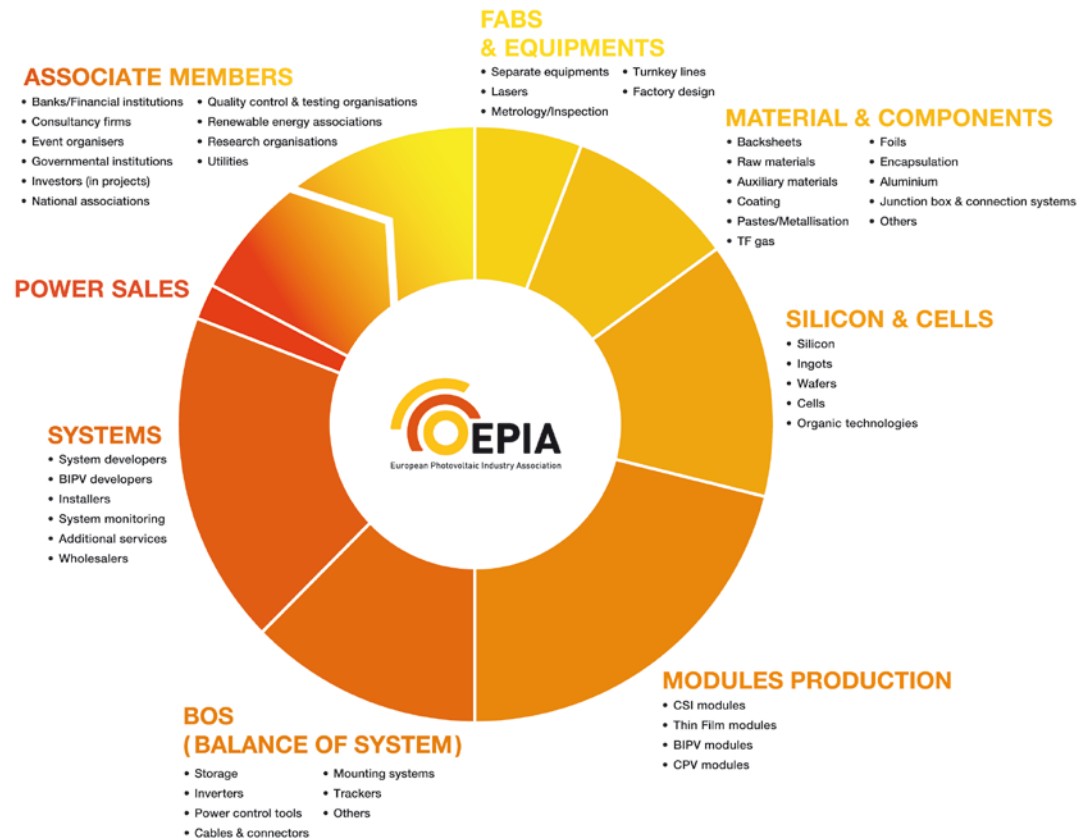 FABS
& EQUIPMENTS
• Separate equipments
• Lasers
• Metrology/Inspection
• Turnkey lines
• Factory design
MATERIAL & COMPONENTS
• Backsheets
• Raw materials
• Auxiliary materials
• Coating
• Pastes/Metallisation
• TF gas
• Foils
• Encapsulation
• Aluminium
• Junction box & connection systems
• Others
SILICON & CELLS
• Silicon
• Ingots
• Wafers
• Cells
• Organic technologies
MODULES PRODUCTION
• CSI modules
• Thin Film modules
• BIPV modules
• CPV modules
BOS
(BALANCE OF SYSTEM)
• Storage
• Inverters
• Power control tools
• Cables & connectors
• Mounting systems
• Trackers
• Others
SYSTEMS
• System developers
• BIPV developers
• Installers
• System monitoring
• Additional services
• Wholesalers
POWER SALES
ASSOCIATE MEMBERS
• Banks/Financial institutions
• Consultancy firms
• Event organisers
• Governmental institutions
• Investors (in projects)
• National associations
• Quality control & testing organisations
• Renewable energy associations
• Research organisations
• Utilities
EPIA
European Photovoltaic Industry Association